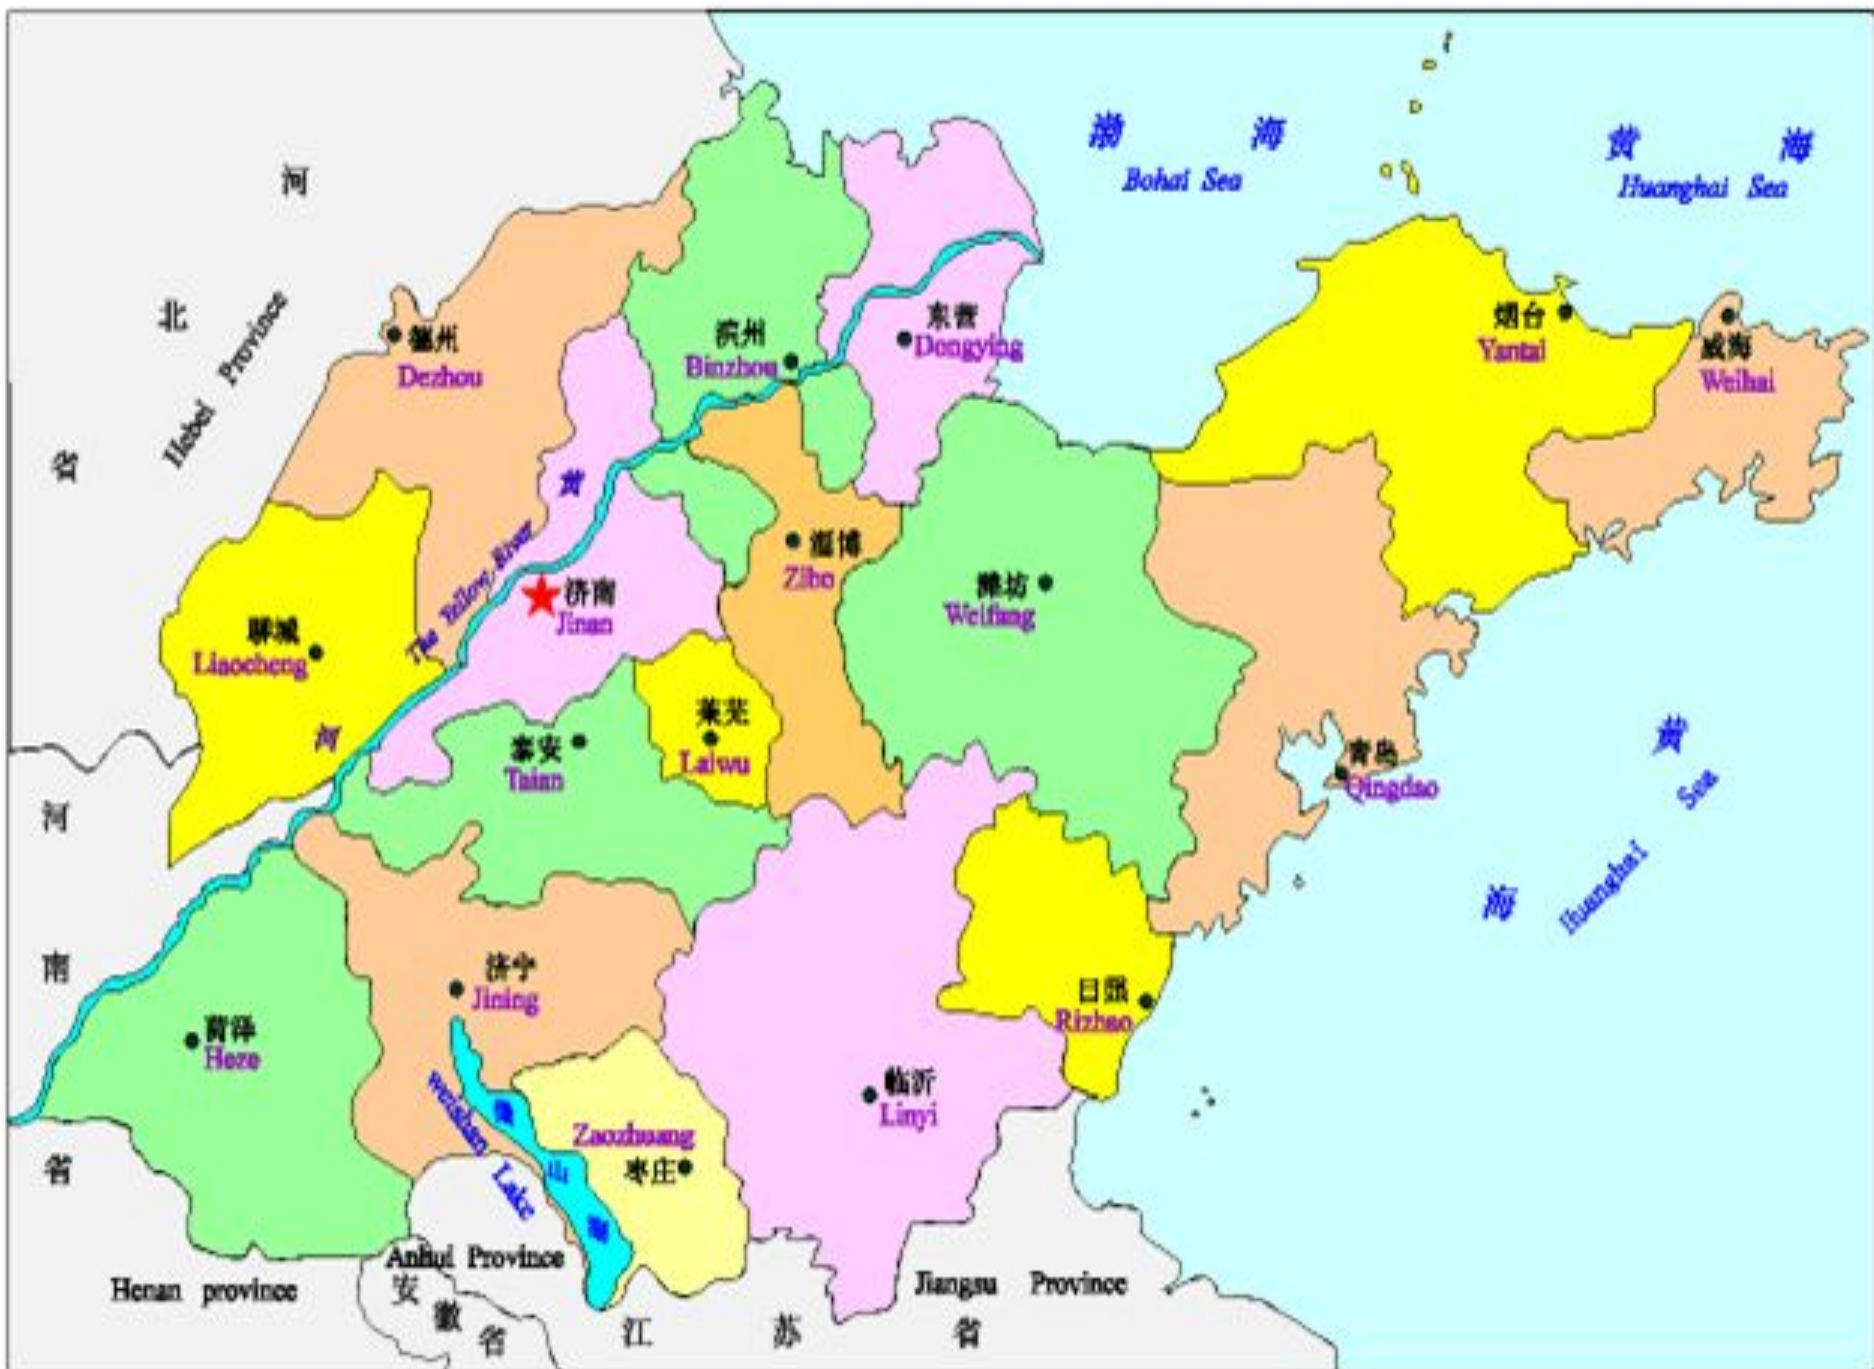 渤 海
Bohai Sea
黄 海
Huanghai Sea
河
北
省
Hebei Province
德州
Dezhou
滨州
Binzhou
东营
Dongying
烟台
Yantai
威海
Weihai
黄
河
The Yellow River
淄博
Zibo
潍坊
Weifang
济南
Jinan
聊城
Liaocheng
莱芜
Laiwu
泰安
Taian
青岛
Qingdao
黄
海
Huanghai Sea
河
南
省
济宁
Jining
日照
Rizhao
菏泽
Heze
临沂
Linyi
weishan Lake
微
山
湖
Zaozhuang
枣庄
Anhui Province
安
徽
省
Henan province
Jiangsu Province
江 苏 省